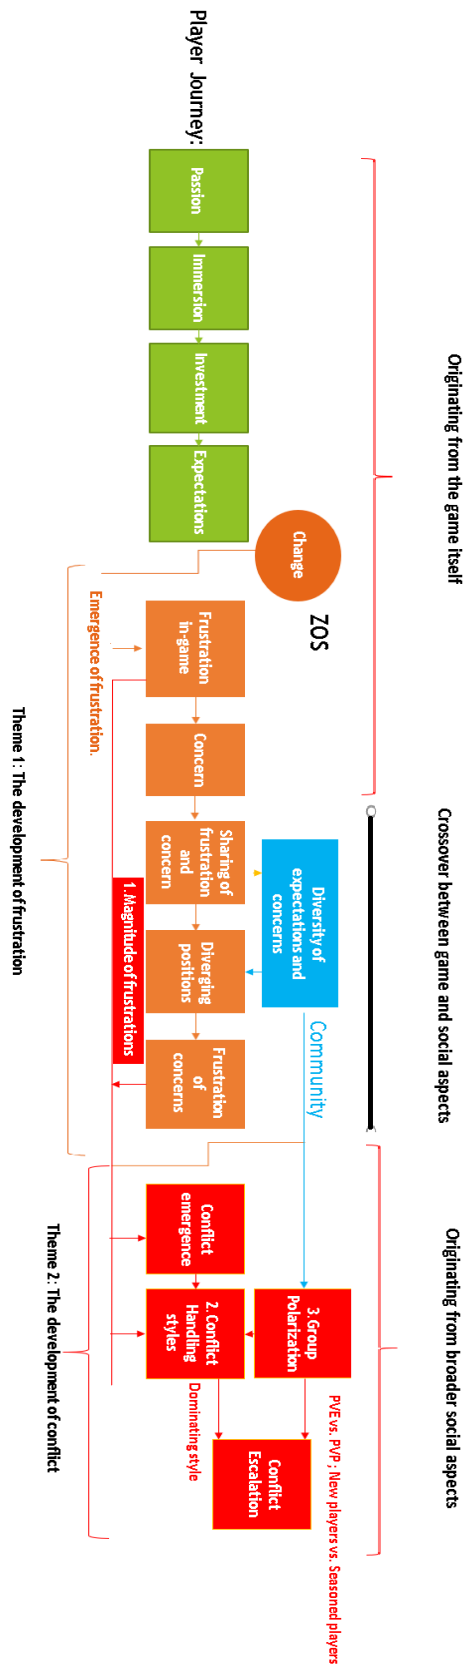 Originating from the game itself
Crossover between game and social aspects
Originating from broader social aspects
ZOS
Change
Diversity of
expectations and
concerns
Community
PVE vs. PVP ; New players vs. Seasoned players
3.Group
Polarization
Conflict
Escalation
Player Journey:
Passion
Immersion
Investment
Expectations
Frustration
in-game
Concern
Sharing of
frustration
and
concern
Diverging
positions
Frustration
of
concerns
Conflict
emergence
2. Conflict
Handling
styles
Dominating style
Emergence of frustration.
1.Magnitude of frustrations
Theme 1: The development of frustration
Theme 2: The development of conflict